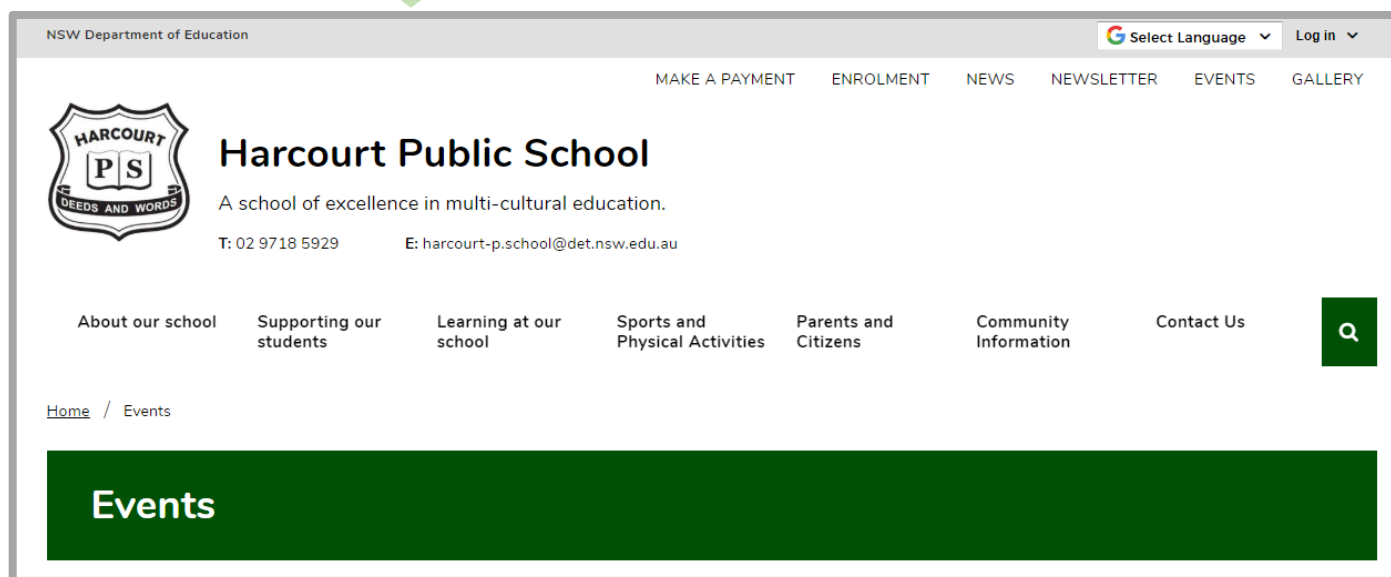 NSW Department of Education
Select Language
Log in
MAKE A PAYMENT ENROLMENT NEWS NEWSLETTER EVENTS GALLERY
HARCOURT
P S
DEEDS AND WORDS
Harcourt Public School
A school of excellence in multi-cultural education.
T: 02 9718 5929 E: harcourt-p.school@det.nsw.edu.au
About our school
Supporting our
students
Learning at our
school
Sports and
Physical Activities
Parents and
Citizens
Community
Information
Contact Us
Home / Events
Events